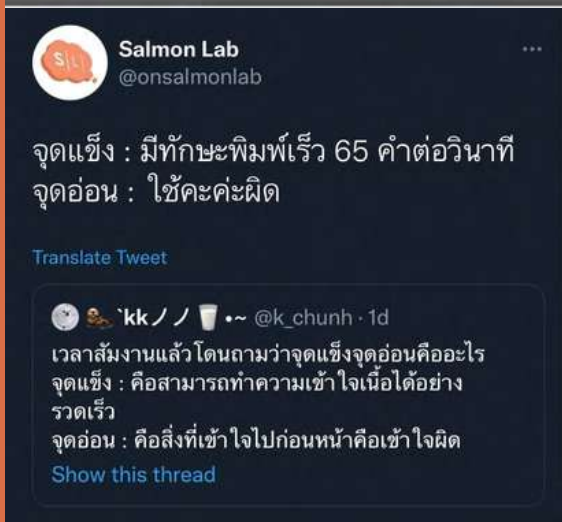 Salmon Lab
@onsalmonlab
จุดแข็ง : มีทักษะพิมพ์เร็ว 65 คำต่อวินาที
จุดอ่อน : ใช้คะค่ะผิด
Translate Tweet
`kkノノ 🥛 •~ @k_chunh · 1d
เวลาสัมงานแล้วโดนถามว่าจุดแข็งจุดอ่อนคืออะไร
จุดแข็ง : คือสามารถทำความเข้าใจเนื้อได้อย่าง
รวดเร็ว
จุดอ่อน : คือสิ่งที่เข้าใจไปก่อนหน้าคือเข้าใจผิด
Show this thread